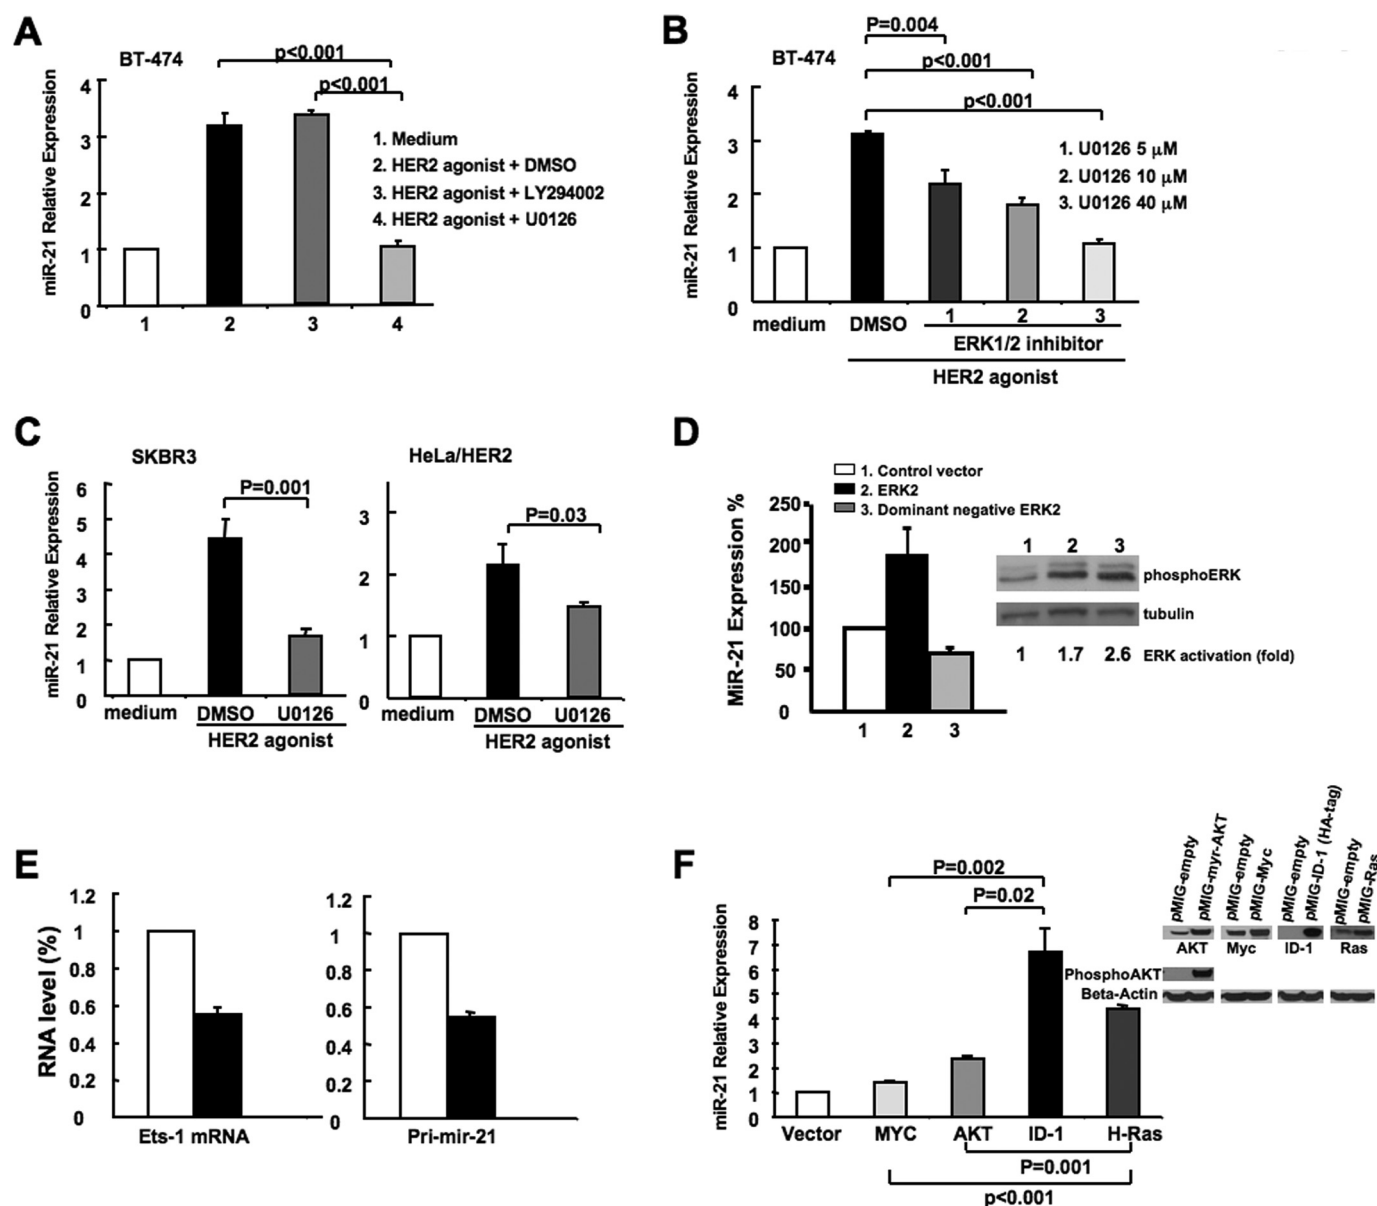 A
BT-474
p<0.001
p<0.001
miR-21 Relative Expression
4
3
2
1
0
1. Medium
2. HER2 agonist + DMSO
3. HER2 agonist + LY294002
4. HER2 agonist + U0126
1 2 3 4
B
BT-474
P=0.004
p<0.001
p<0.001
miR-21 Relative Expression
4
3
2
1
0
1. U0126 5 μM
2. U0126 10 μM
3. U0126 40 μM
medium DMSO 1 2 3
ERK1/2 inhibitor
HER2 agonist
C
SKBR3
P=0.001
miR-21 Relative Expression
6
5
4
3
2
1
0
medium DMSO U0126
HER2 agonist
HeLa/HER2
P=0.03
3
2
1
0
medium DMSO U0126
HER2 agonist
D
1. Control vector
2. ERK2
3. Dominant negative ERK2
MiR-21 Expression %
250
200
150
100
50
0
1 2 3
1 2 3
phosphoERK
tubulin
1 1.7 2.6 ERK activation (fold)
E
RNA level (%)
1.2
1
0.8
0.6
0.4
0.2
0
Ets-1 mRNA
1.2
1
0.8
0.6
0.4
0.2
0
Pri-mir-21
F
P=0.002
P=0.02
miR-21 Relative Expression
8
7
6
5
4
3
2
1
0
Vector MYC AKT ID-1 H-Ras
P=0.001
p<0.001
pMIG-empty
pMIG-myr-AKT
pMIG-empty
pMIG-Myc
pMIG-empty
pMIG-ID-1 (HA-tag)
pMIG-empty
pMIG-Ras
AKT Myc ID-1 Ras
PhosphoAKT
Beta-Actin